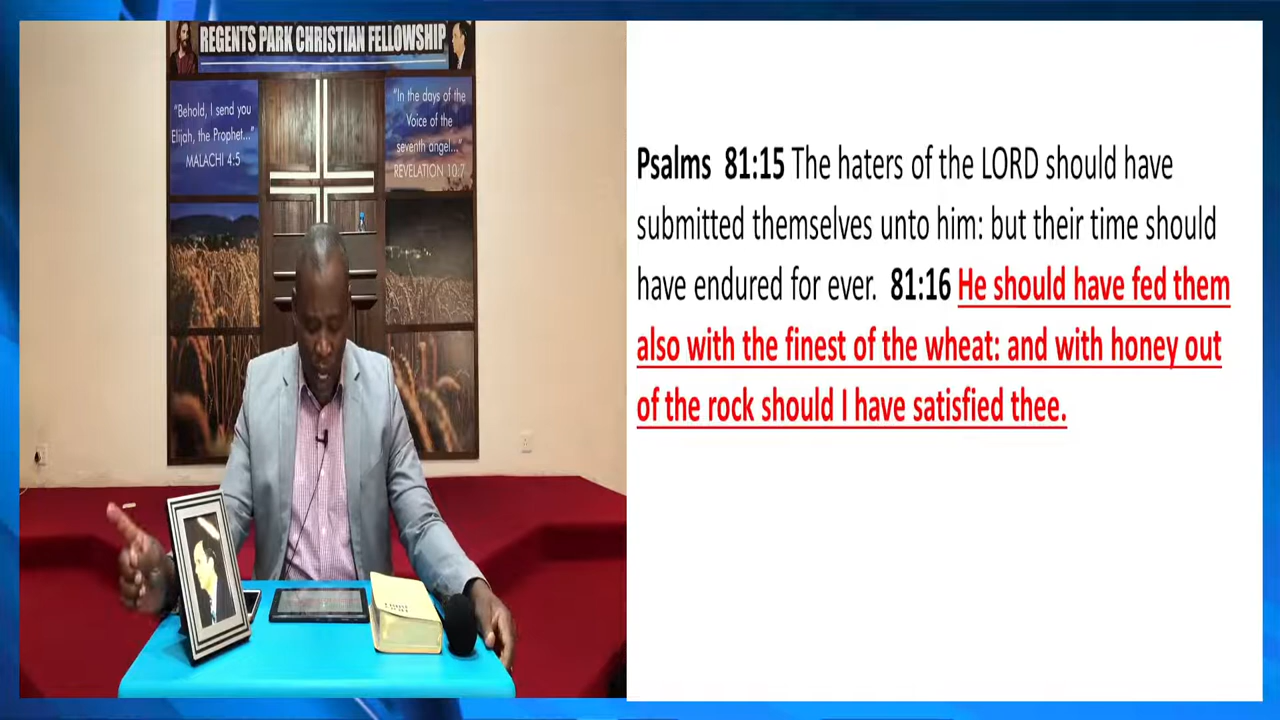 REGENTS PARK CHRISTIAN FELLOWSHIP
"Behold, I send you
Elijah, the Prophet..."
MALACHI 4:5
"In the days of the
Voice of the
seventh angel..."
REVELATION 10:7
Psalms 81:15 The haters of the LORD should have
submitted themselves unto him: but their time should
have endured for ever. 81:16 He should have fed them
also with the finest of the wheat: and with honey out
of the rock should I have satisfied thee.